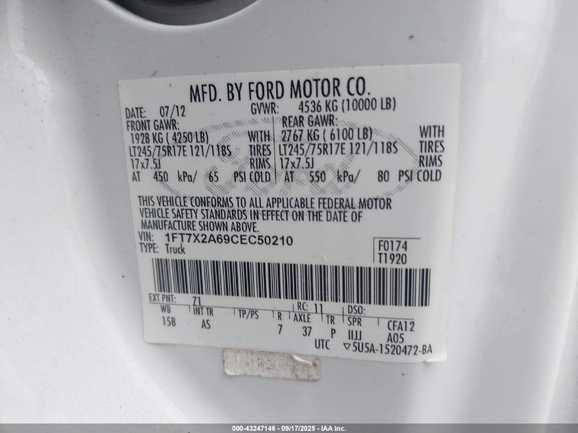 MFD. BY FORD MOTOR CO.
DATE: 07/12 GVWR: 4536 KG (10000 LB)
FRONT GAWR: REAR GAWR:
1928 KG ( 4250 LB) WITH 2767 KG ( 6100 LB) WITH
LT245/75R17E 121/118S TIRES LT245/75R17E 121/118S TIRES
17x7.5J RIMS 17x7.5J RIMS
AT 450 kPa/ 65 PSI COLD AT 550 kPa/ 80 PSI COLD
THIS VEHICLE CONFORMS TO ALL APPLICABLE FEDERAL MOTOR
VEHICLE SAFETY STANDARDS IN EFFECT ON THE DATE OF
MANUFACTURE SHOWN ABOVE.
VIN: 1FT7X2A69CEC50210 F0174
TYPE: Truck T1920
EXT PNT: Z1 RC: 11 DSO:
WB INT TR TP/PS R AXLE TR SPR CFA12
158 AS 7 37 P IIJJ A05
UTC ▽5U5A-1520472-BA
000-43247146 - 09/17/2025 - IAA Inc.